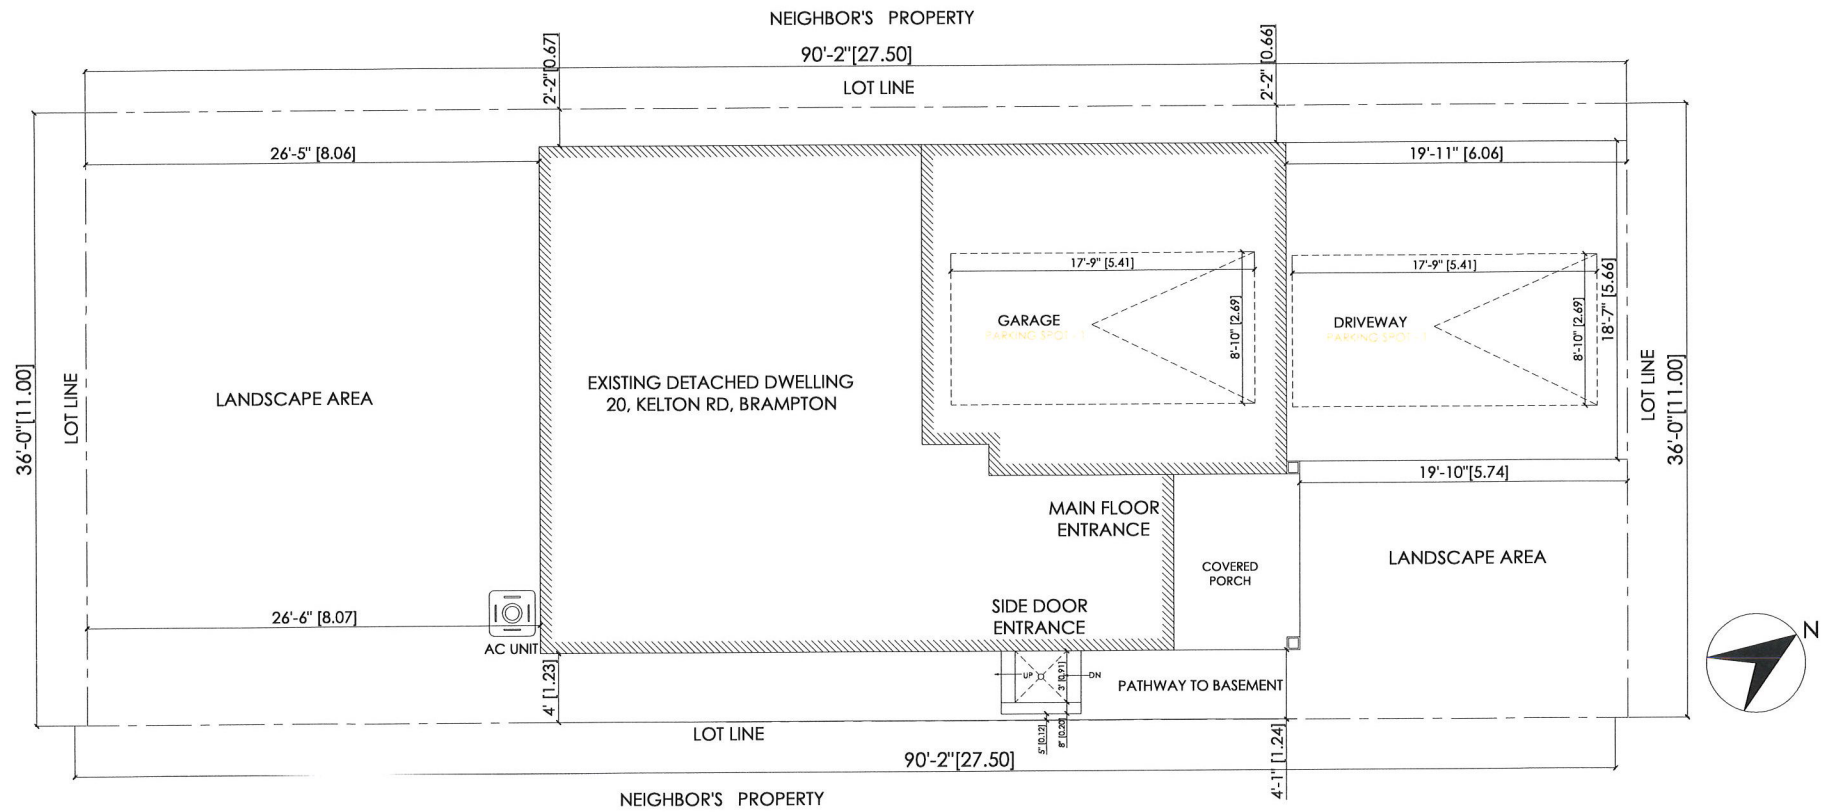 NEIGHBOR'S PROPERTY
90'-2"[27.50]
2'-2"[0.67]
2'-2" [0.66]
LOT LINE
26'-5" [8.06]
19'-11" [6.06]
17'-9" [5.41]
17'-9" [5.41]
GARAGE
PARKING SPOT
8'-10" [2.69]
DRIVEWAY
PARKING SPOT
8'-10" [2.69]
18'-7" [5.66]
36'-0"[11.00]
LOT LINE
LANDSCAPE AREA
EXISTING DETACHED DWELLING
20, KELTON RD, BRAMPTON
LOT LINE
36'-0"[11.00]
19'-10"[5.74]
MAIN FLOOR
ENTRANCE
COVERED
PORCH
LANDSCAPE AREA
26'-6" [8.07]
AC UNIT
SIDE DOOR
ENTRANCE
N
4' [1.23]
UP
3' [0.91]
DN
PATHWAY TO BASEMENT
5" [0.12]
8" [0.20]
4'-1" [1.24]
LOT LINE
90'-2"[27.50]
NEIGHBOR'S PROPERTY